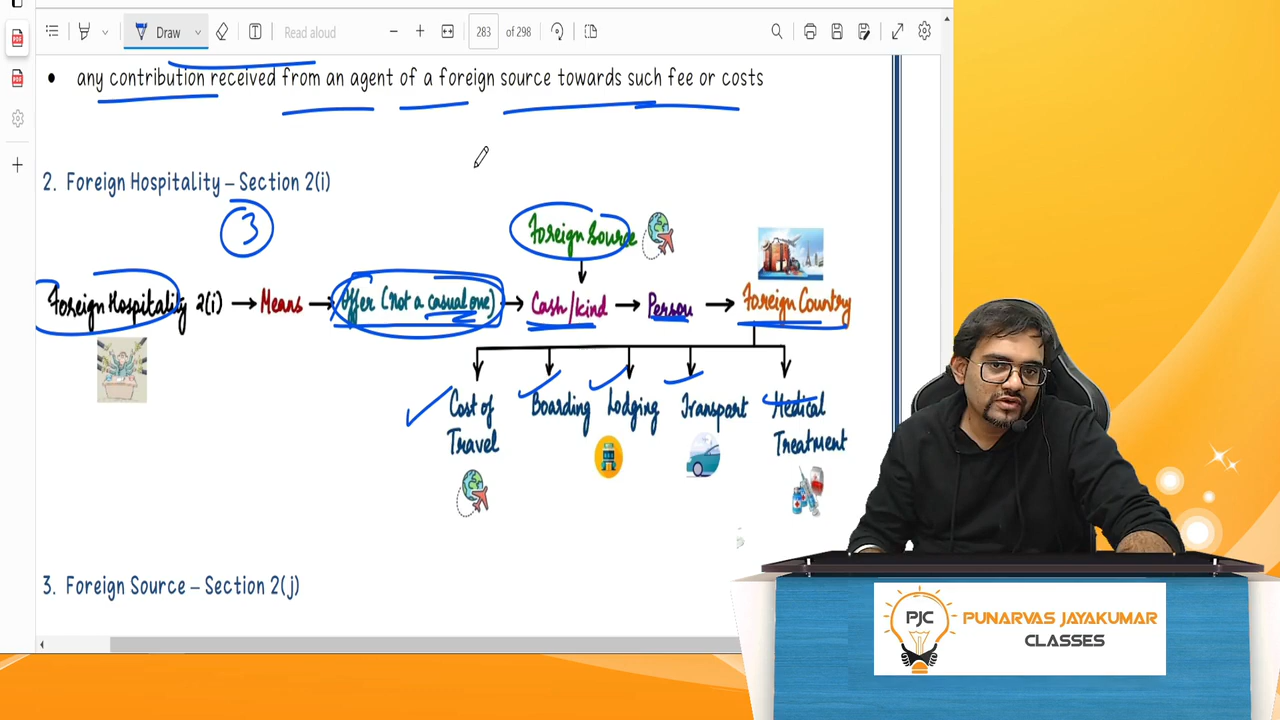 Draw
Read aloud
283 of 298
• any contribution received from an agent of a foreign source towards such fee or costs
2. Foreign Hospitality – Section 2(i)
3
Foreign Source
Foreign Hospitality 2(i) → Means → Offer (not a casual one) → Cash/kind → Person → Foreign Country
Cost of Travel
Boarding
Lodging
Transport
Medical Treatment
3. Foreign Source – Section 2(j)
PJC
PUNARVAS JAYAKUMAR
CLASSES